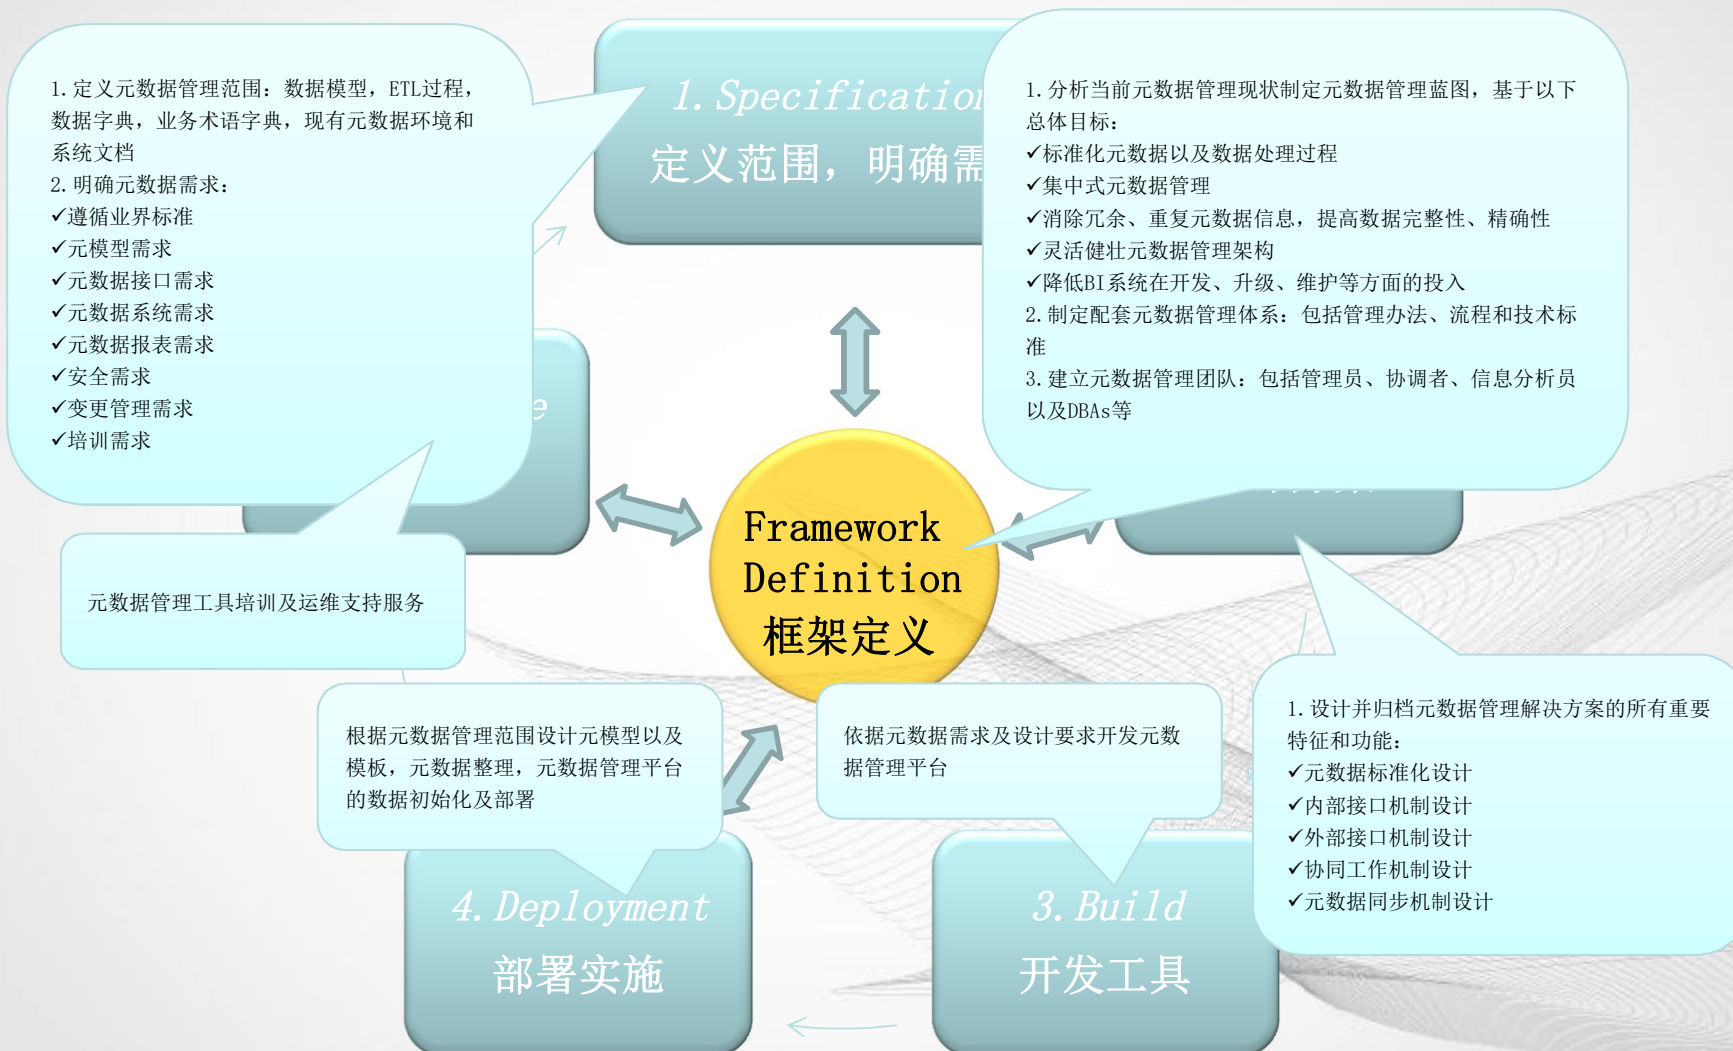 1.定义元数据管理范围：数据模型，ETL过程，
数据字典，业务术语字典，现有元数据环境和
系统文档
2.明确元数据需求：
✓遵循业界标准
✓元模型需求
✓元数据接口需求
✓元数据系统需求
✓元数据报表需求
✓安全需求
✓变更管理需求
✓培训需求
1.Specification
定义范围，明确需
1.分析当前元数据管理现状制定元数据管理蓝图，基于以下
总体目标：
✓标准化元数据以及数据处理过程
✓集中式元数据管理
✓消除冗余、重复元数据信息，提高数据完整性、精确性
✓灵活健壮元数据管理架构
✓降低BI系统在开发、升级、维护等方面的投入
2.制定配套元数据管理体系：包括管理办法、流程和技术标
准
3.建立元数据管理团队：包括管理员、协调者、信息分析员
以及DBAs等
e
Framework
Definition
框架定义
元数据管理工具培训及运维支持服务
根据元数据管理范围设计元模型以及
模板，元数据整理，元数据管理平台
的数据初始化及部署
依据元数据需求及设计要求开发元数
据管理平台
1.设计并归档元数据管理解决方案的所有重要
特征和功能：
✓元数据标准化设计
✓内部接口机制设计
✓外部接口机制设计
✓协同工作机制设计
✓元数据同步机制设计
4.Deployment
部署实施
3.Build
开发工具